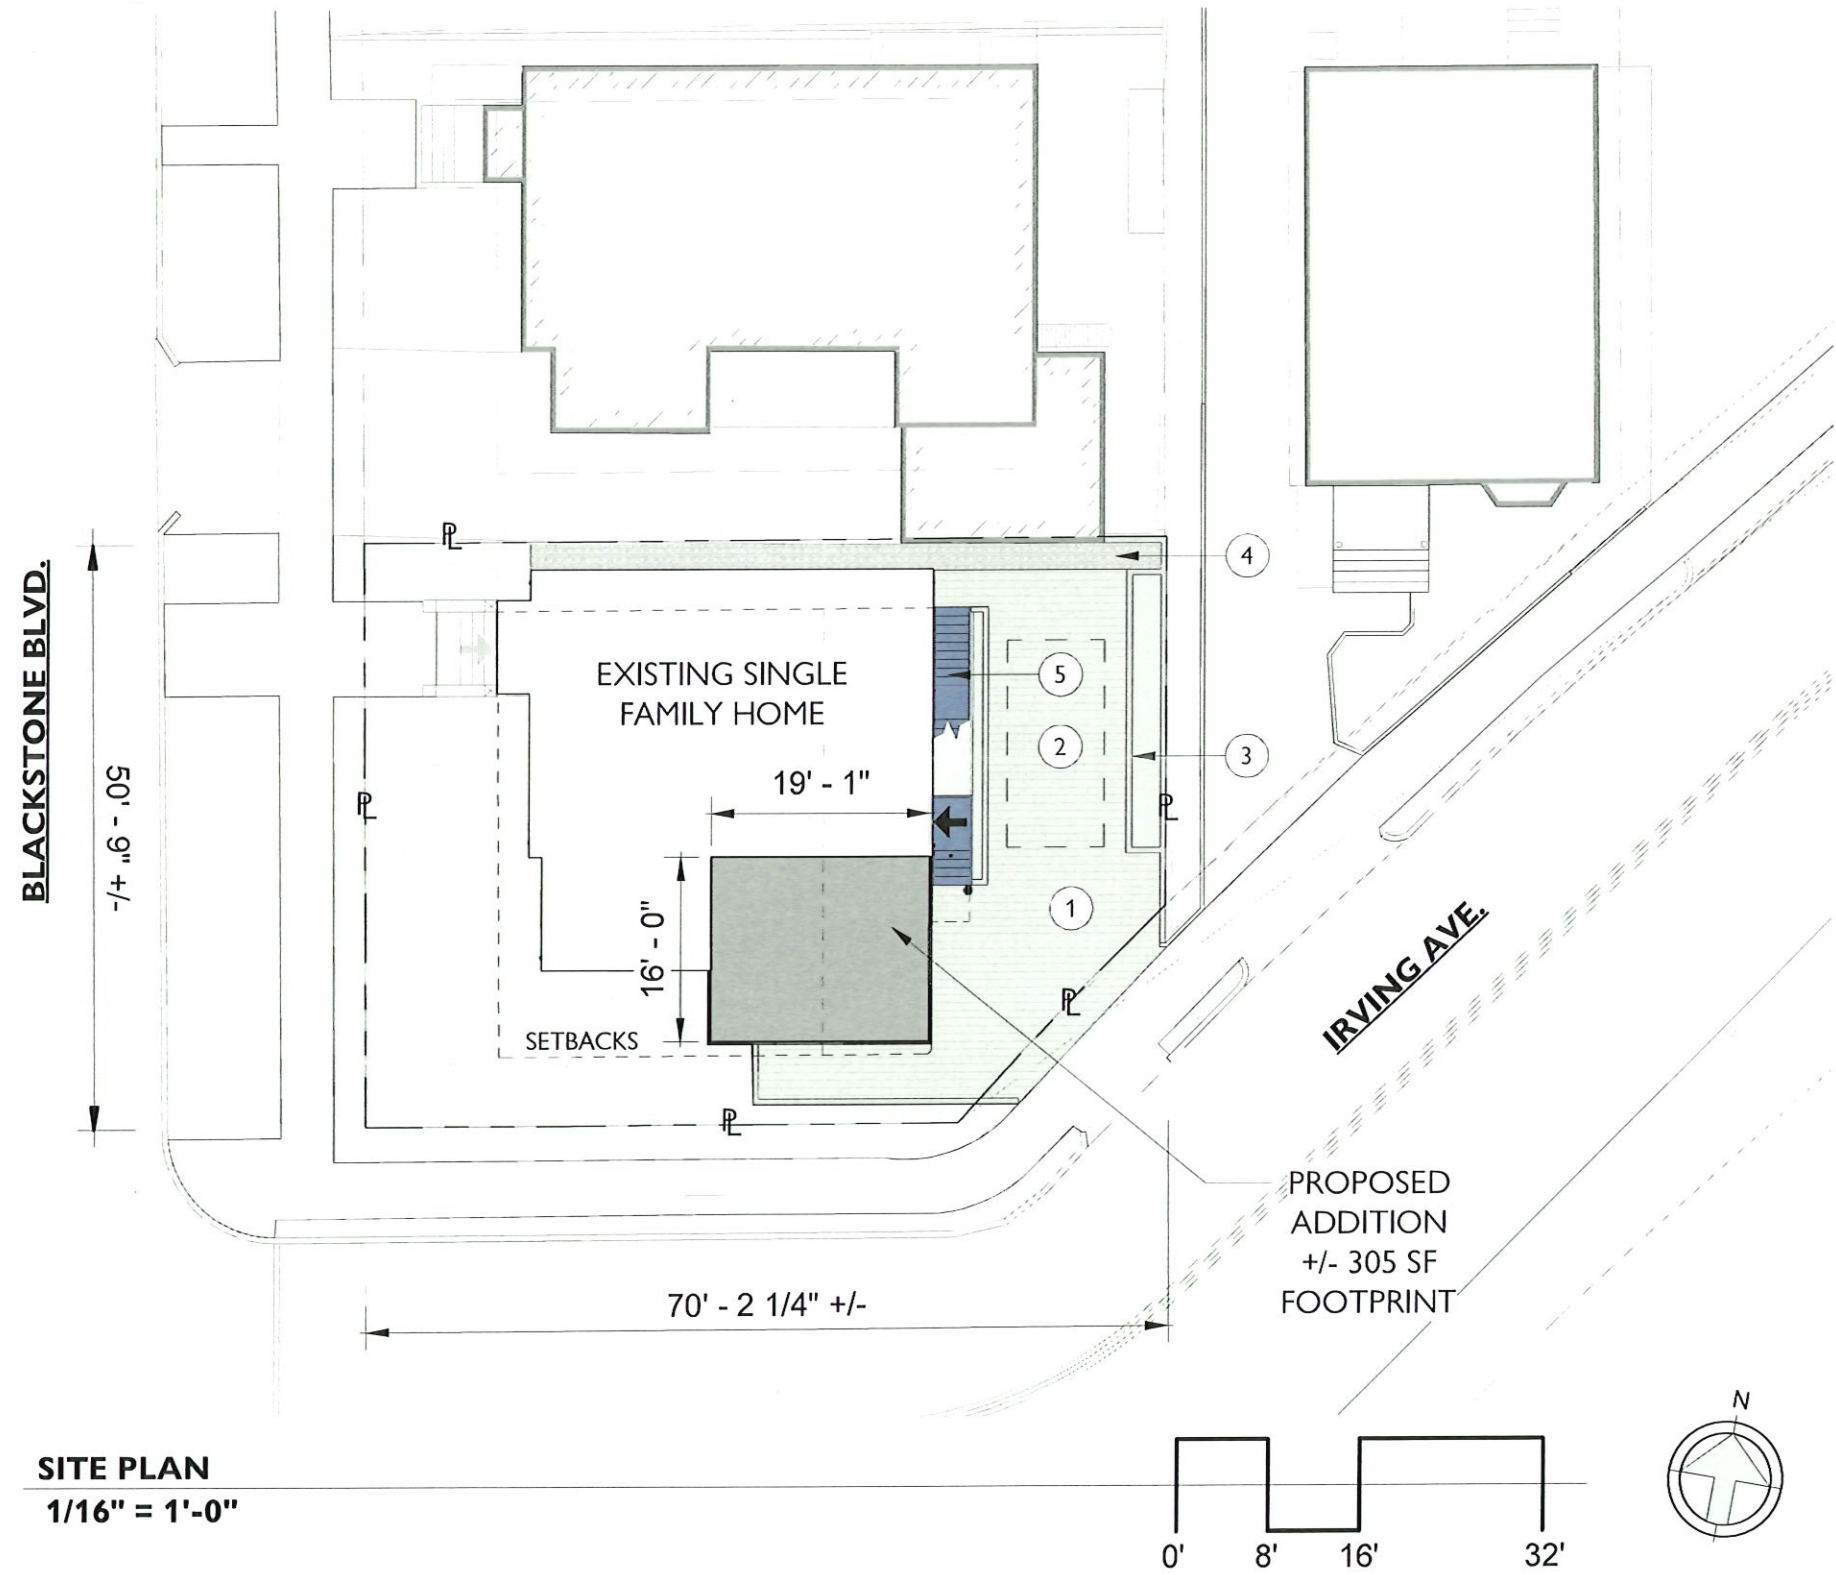 PL
4
BLACKSTONE BLVD.
50' - 9" +/-
EXISTING SINGLE
FAMILY HOME
5
2
3
19' - 1"
PL
PL
16' - 0"
1
PL
SETBACKS
IRVING AVE.
PL
PROPOSED
ADDITION
+/- 305 SF
FOOTPRINT
70' - 2 1/4" +/-
N
SITE PLAN
1/16" = 1'-0"
0' 8' 16' 32'